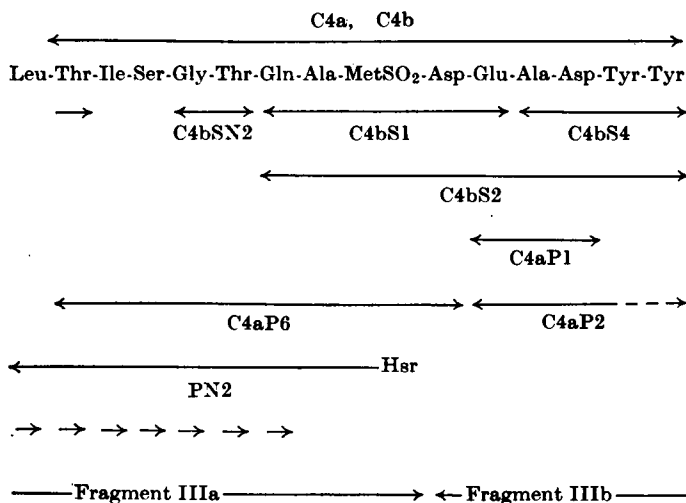 C4a, C4b
Leu-Thr-Ile-Ser-Gly-Thr-Gln-Ala-MetSO₂-Asp-Glu-Ala-Asp-Tyr-Tyr
C4bSN2 C4bS1 C4bS4
C4bS2
C4aP1
C4aP6 C4aP2
Hsr
PN2
Fragment IIIa Fragment IIIb